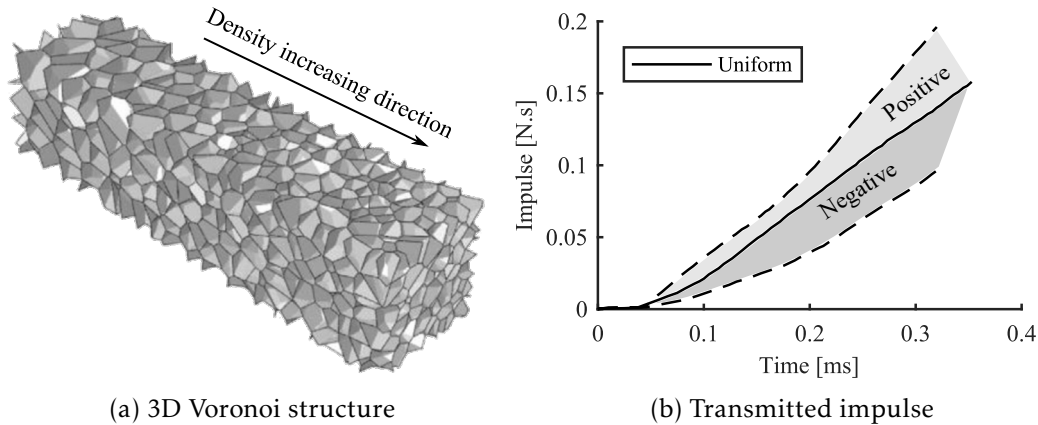 Density increasing direction
(a) 3D Voronoi structure
Impulse [N.s]
0.2
0.15
0.1
0.05
0
Uniform
Positive
Negative
0
0.1
0.2
0.3
0.4
Time [ms]
(b) Transmitted impulse